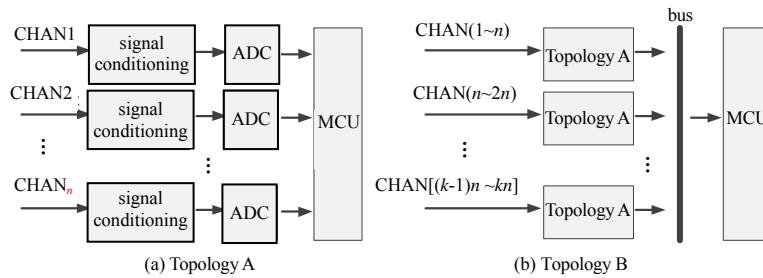 CHAN1
signal conditioning
ADC
CHAN2
signal conditioning
ADC
MCU
CHANn
signal conditioning
ADC
(a) Topology A
bus
CHAN(1~n)
Topology A
CHAN(n~2n)
Topology A
MCU
CHAN[(k-1)n ~kn]
Topology A
(b) Topology B